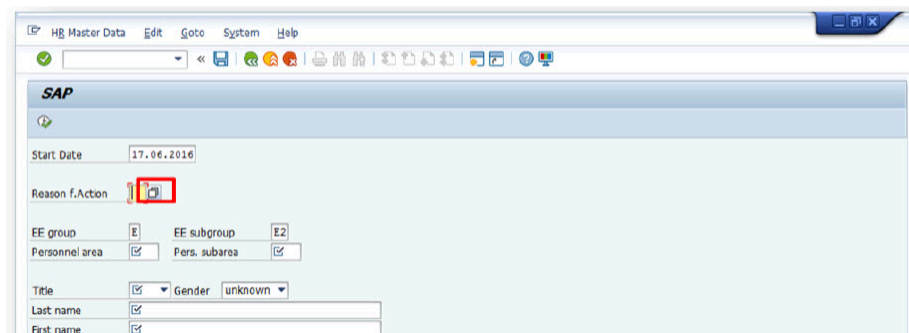 HR Master Data Edit Goto System Help
SAP
Start Date 17.06.2016
Reason f.Action
EE group E EE subgroup E2
Personnel area Pers. subarea
Title Gender unknown
Last name
First name